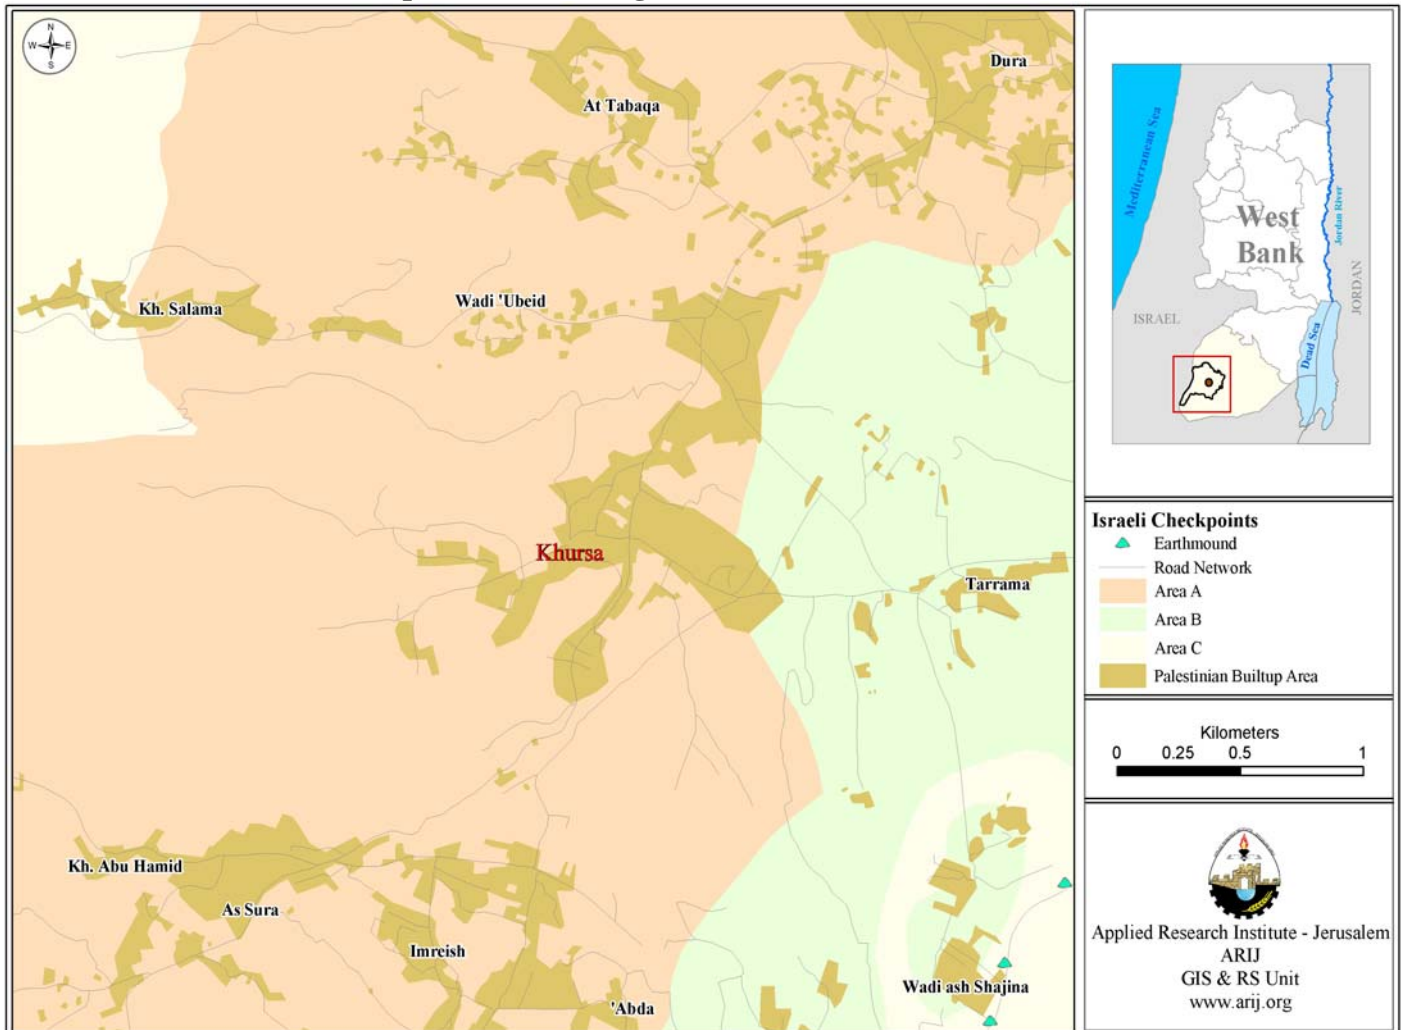 N
W E
S
Dura
At Tabaqa
Wadi 'Ubeid
Kh. Salama
Khursa
Tarrama
Kh. Abu Hamid
As Sura
Imreish
Wadi ash Shajina
'Abda
Mediterranean Sea
West
Bank
Jordan River
JORDAN
ISRAEL
Dead Sea
Israeli Checkpoints
Earthmound
Road Network
Area A
Area B
Area C
Palestinian Builtup Area
Kilometers
0 0.25 0.5 1
Applied Research Institute - Jerusalem
ARIJ
GIS & RS Unit
www.arij.org